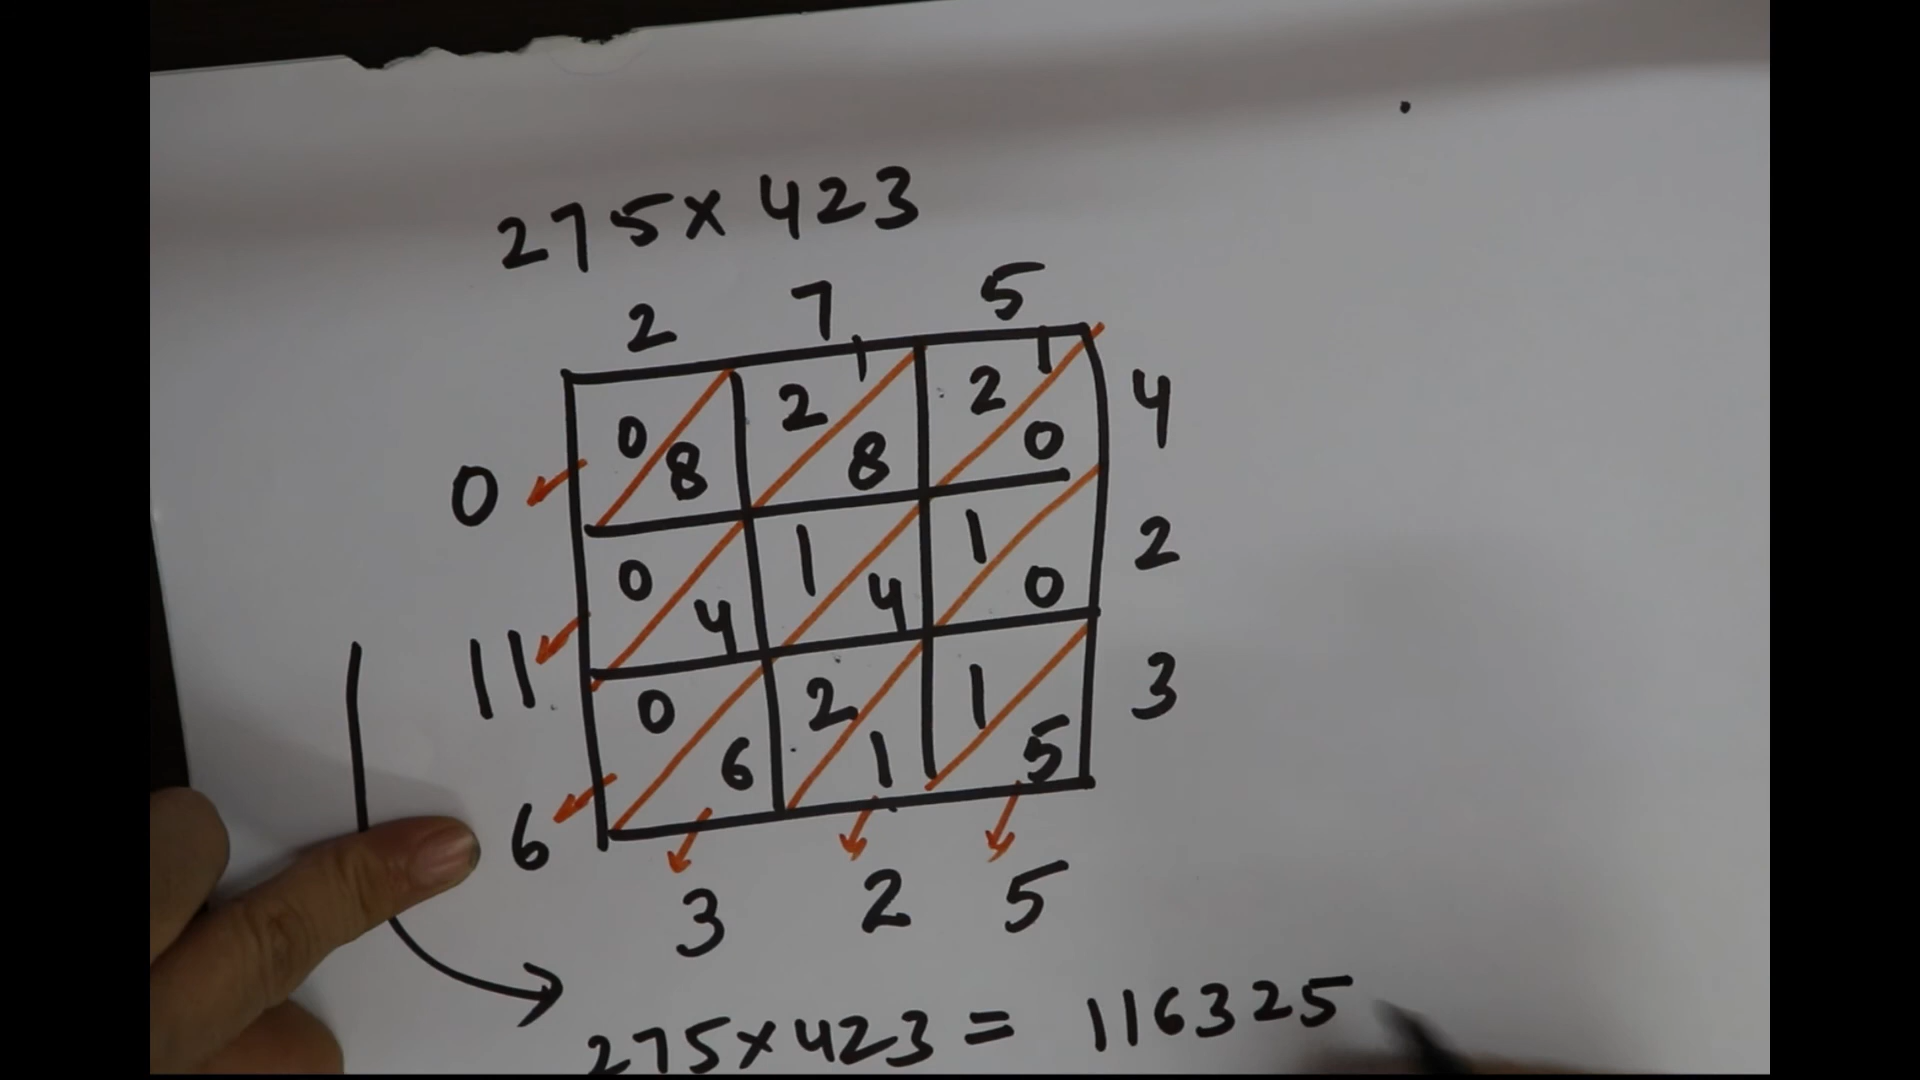 275 × 423
2 7 5
1 1
0 8 2 8 2 0 4
0
0 4 1 4 1 0 2
11
0 6 2 1 1 5 3
6
3 2 5
275 × 423 = 116325